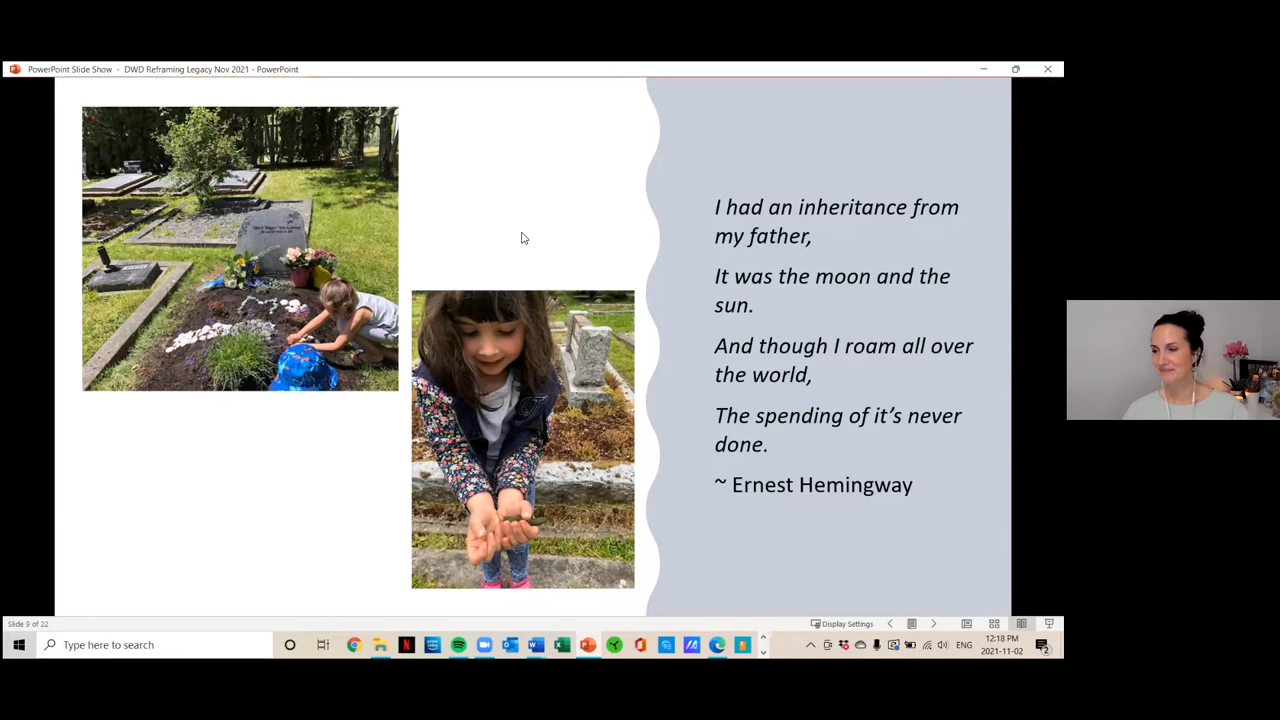 PowerPoint Slide Show - DWD Reframing Legacy Nov 2021 - PowerPoint
I had an inheritance from
my father,
It was the moon and the
sun.
And though I roam all over
the world,
The spending of it's never
done.
~ Ernest Hemingway
Slide 9 of 22
Display Settings
Type here to search
ENG
12:18 PM
2021-11-02
2